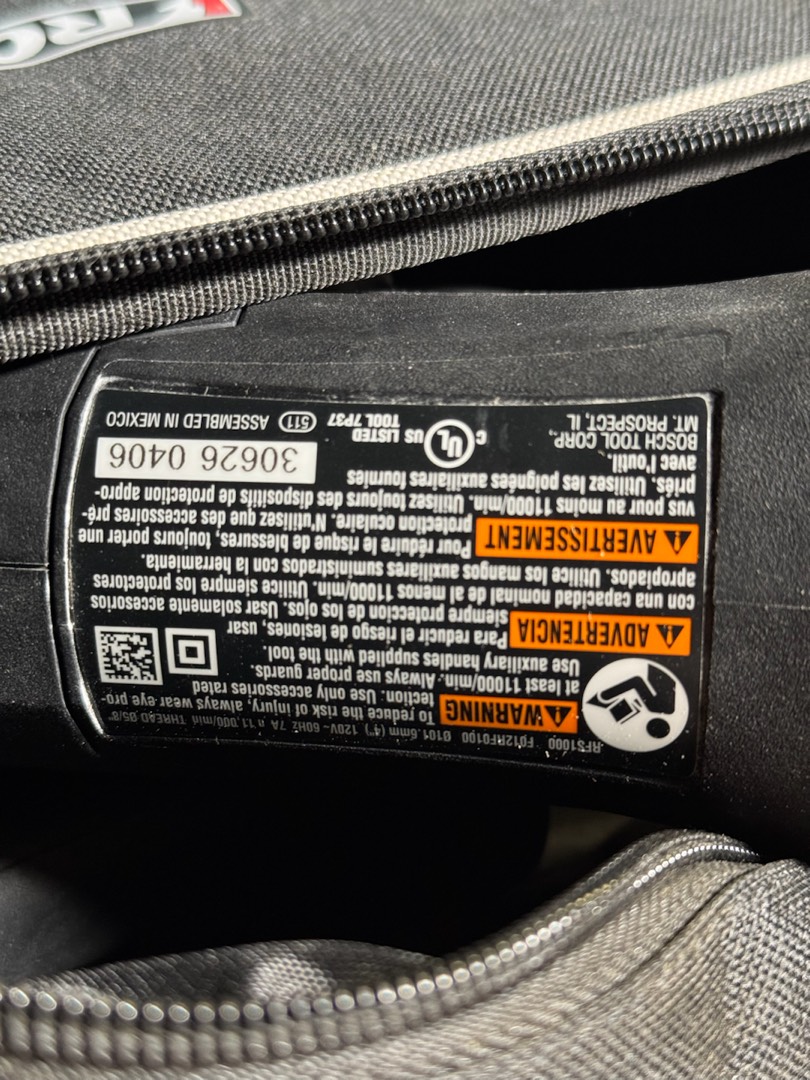 RFS1000 F012RF0100 Ø101.6mm (4") 120V~60HZ 7A n 11,000/min THREAD Ø5/8"
WARNING To reduce the risk of injury, always wear eye pro-
tection. Use only accessories rated
at least 11000/min. Always use proper guards.
Use auxiliary handles supplied with the tool.
ADVERTENCIA Para reducir el riesgo de lesiones, usar
siempre protección de los ojos. Usar solamente accesorios
con una capacidad nominal de al menos 11000/min. Utilice siempre los protectores
apropiados. Utilice los mangos auxiliares suministrados con la herramienta.
AVERTISSEMENT Pour réduire le risque de blessures, toujours porter une
protection oculaire. N'utilisez que des accessoires pré-
vus pour au moins 11000/min. Utilisez toujours des dispositifs de protection appro-
priés. Utilisez les poignées auxiliaires fournies
avec l'outil.
30626 0406
BOSCH TOOL CORP.,
MT. PROSPECT, IL
C UL US LISTED
TOOL 7P37
511 ASSEMBLED IN MEXICO